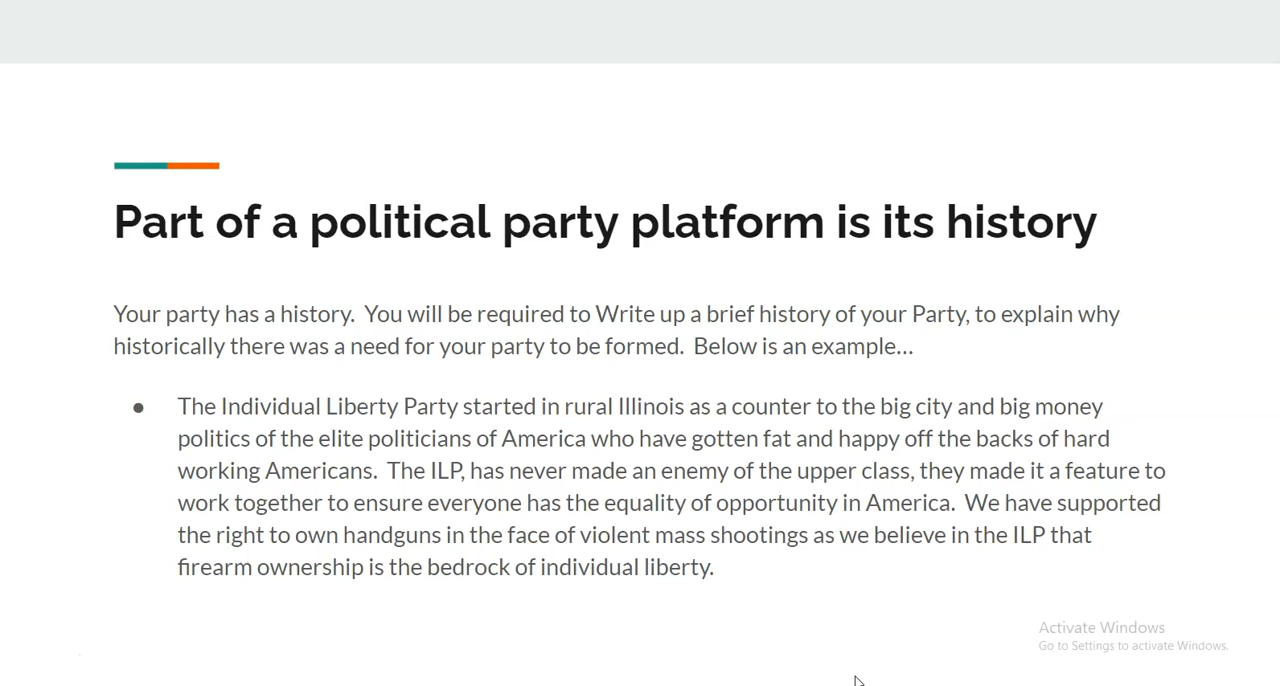 Part of a political party platform is its history
Your party has a history.  You will be required to Write up a brief history of your Party, to explain why
historically there was a need for your party to be formed.  Below is an example...
● The Individual Liberty Party started in rural Illinois as a counter to the big city and big money
politics of the elite politicians of America who have gotten fat and happy off the backs of hard
working Americans.  The ILP, has never made an enemy of the upper class, they made it a feature to
work together to ensure everyone has the equality of opportunity in America.  We have supported
the right to own handguns in the face of violent mass shootings as we believe in the ILP that
firearm ownership is the bedrock of individual liberty.
Activate Windows
Go to Settings to activate Windows.